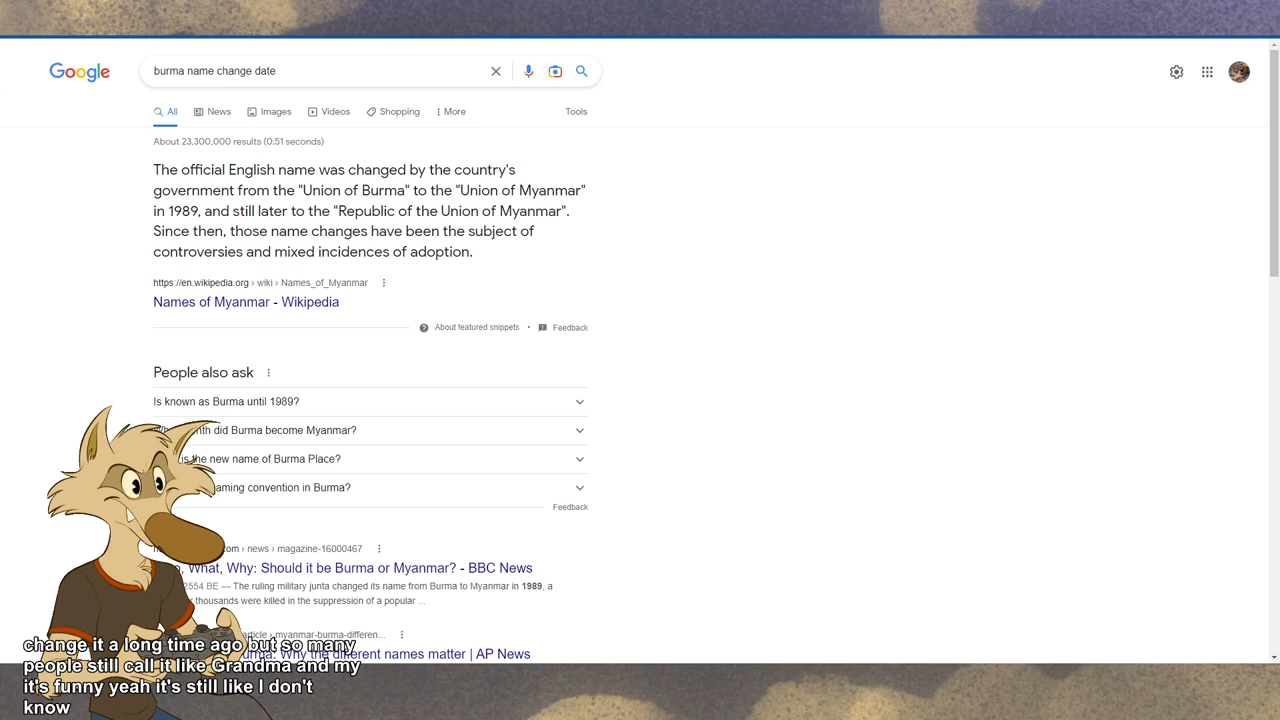 Google
burma name change date
All
News
Images
Videos
Shopping
More
Tools
About 23,300,000 results (0.51 seconds)
The official English name was changed by the country's
government from the "Union of Burma" to the "Union of Myanmar"
in 1989, and still later to the "Republic of the Union of Myanmar".
Since then, those name changes have been the subject of
controversies and mixed incidences of adoption.
https://en.wikipedia.org › wiki › Names_of_Myanmar
Names of Myanmar - Wikipedia
About featured snippets • Feedback
People also ask
Is known as Burma until 1989?
did Burma become Myanmar?
is the new name of Burma Place?
naming convention in Burma?
Feedback
.com › news › magazine-16000467
What, Why: Should it be Burma or Myanmar? - BBC News
2554 BE — The ruling military junta changed its name from Burma to Myanmar in 1989, a
thousands were killed in the suppression of a popular ...
myanmar-burma-differen...
Why the different names matter | AP News
change it a long time ago but so many
people still call it like Grandma and my
it's funny yeah it's still like I don't
know